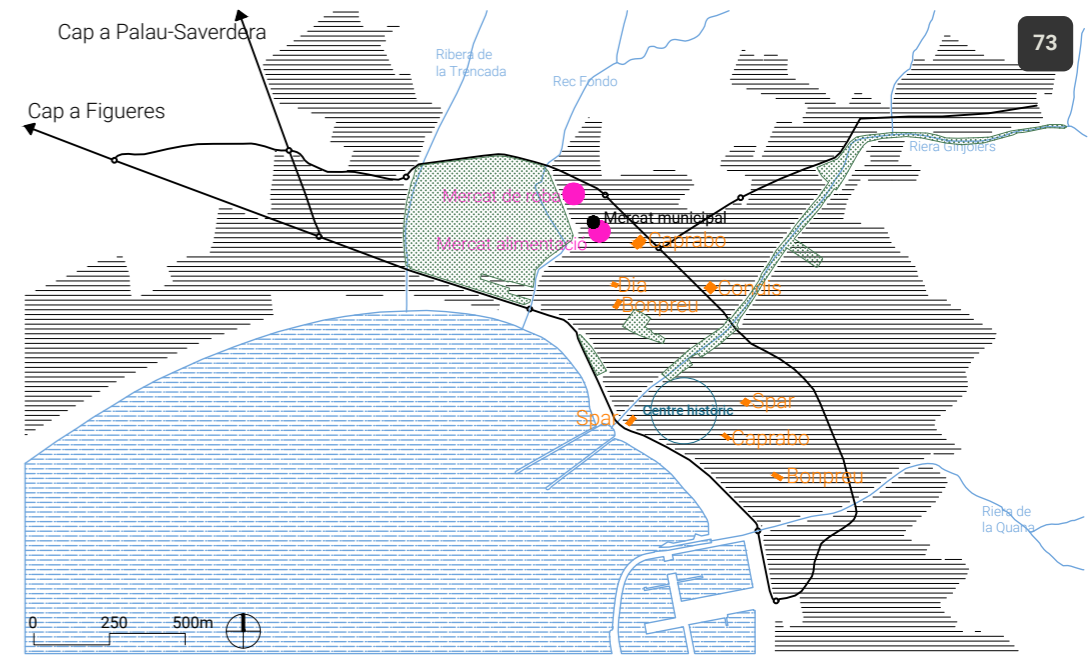 Cap a Palau-Saverdera
73
Ribera de
la Trencada
Rec Fondo
Cap a Figueres
Riera Ginjolers
Mercat de roba
Mercat municipal
Mercat alimentació
Caprabo
Dia
Condis
Bonpreu
Spar
Centre històric
Spar
Caprabo
Bonpreu
Riera de
la Quana
0 250 500m